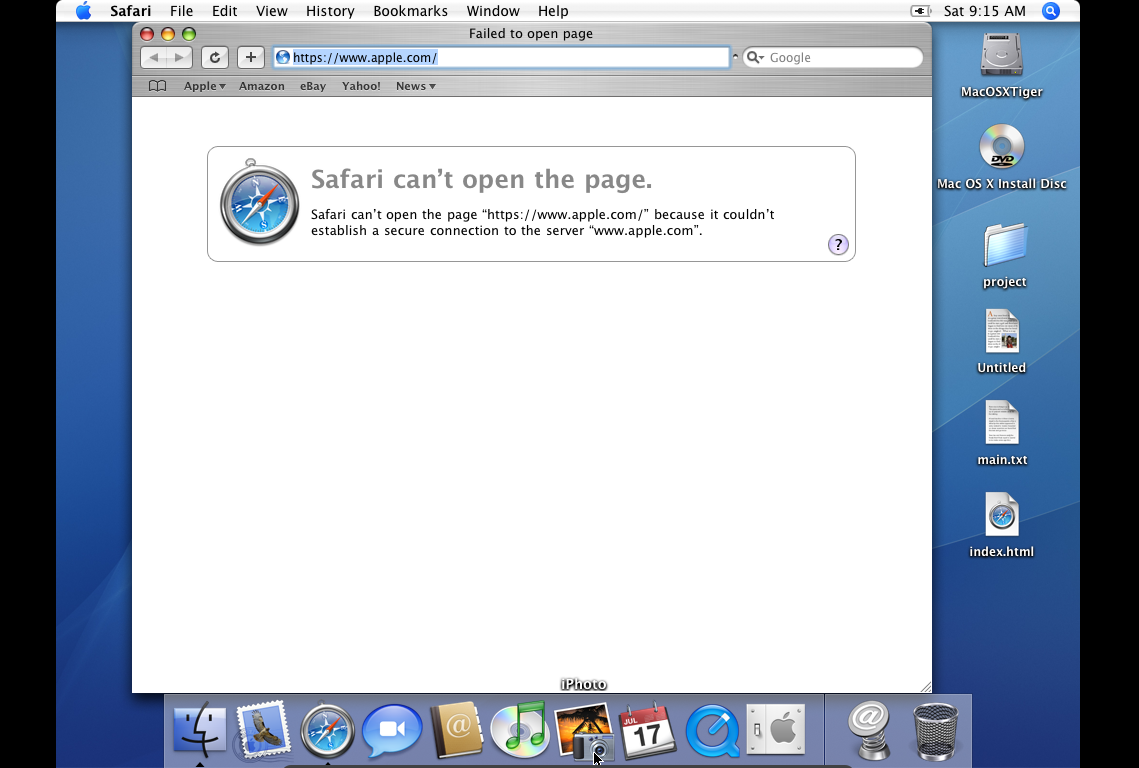 Safari File Edit View History Bookmarks Window Help Sat 9:15 AM
Failed to open page
https://www.apple.com/ Google
Apple Amazon eBay Yahoo! News
MacOSXTiger
DVD
Mac OS X Install Disc
project
Untitled
main.txt
index.html
Safari can’t open the page.
Safari can’t open the page “https://www.apple.com/” because it couldn’t
establish a secure connection to the server “www.apple.com”.
?
iPhoto
JUL
17